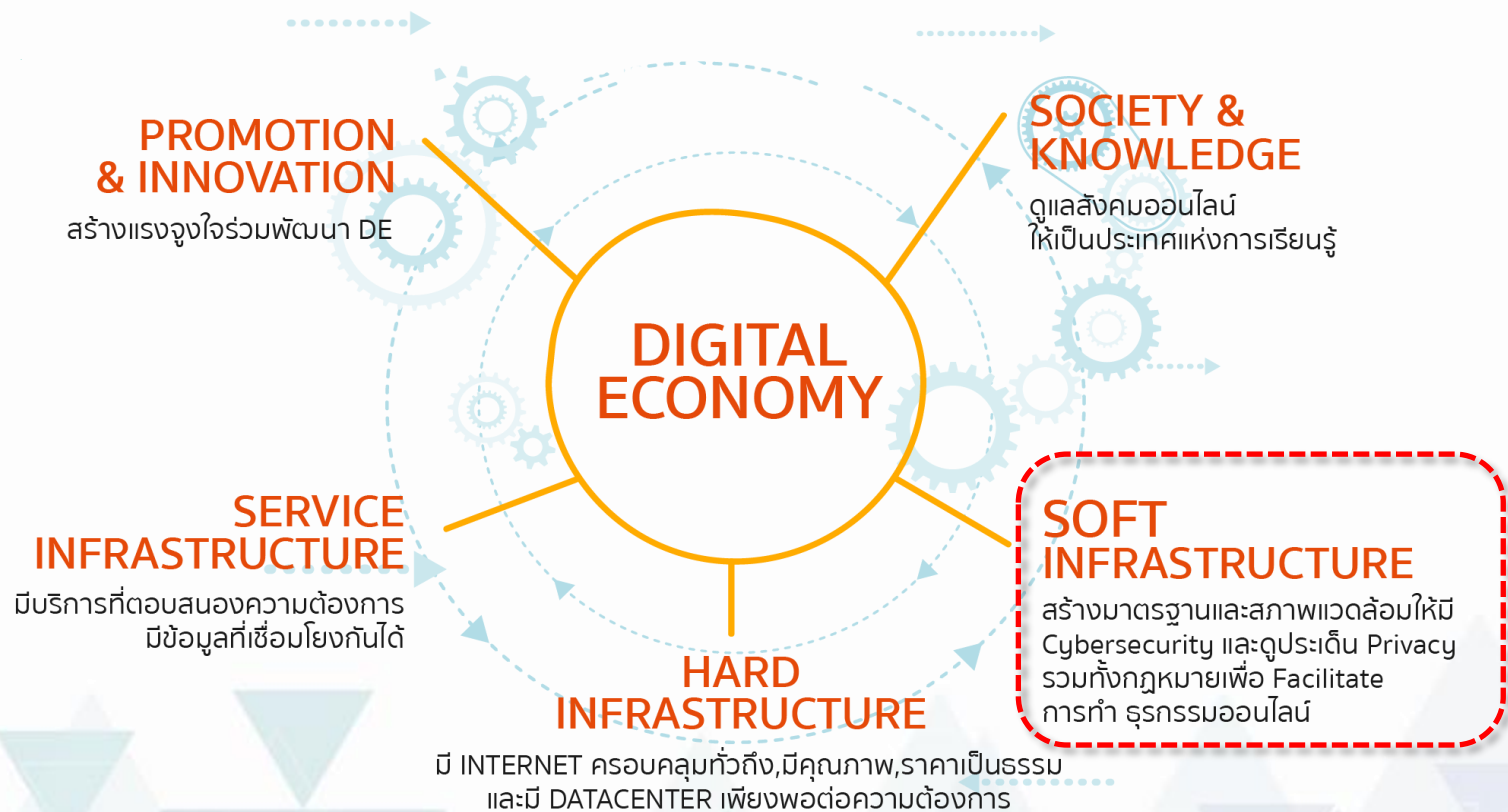 PROMOTION
& INNOVATION
สร้างแรงจูงใจร่วมพัฒนา DE
SOCIETY &
KNOWLEDGE
ดูแลสังคมออนไลน์
ให้เป็นประเทศแห่งการเรียนรู้
DIGITAL
ECONOMY
SERVICE
INFRASTRUCTURE
มีบริการที่ตอบสนองความต้องการ
มีข้อมูลที่เชื่อมโยงกันได้
HARD
INFRASTRUCTURE
มี INTERNET ครอบคลุมทั่วถึง,มีคุณภาพ,ราคาเป็นธรรม
และมี DATACENTER เพียงพอต่อความต้องการ
SOFT
INFRASTRUCTURE
สร้างมาตรฐานและสภาพแวดล้อมให้มี
Cybersecurity และดูประเด็น Privacy
รวมทั้งกฎหมายเพื่อ Facilitate
การทำ ธุรกรรมออนไลน์